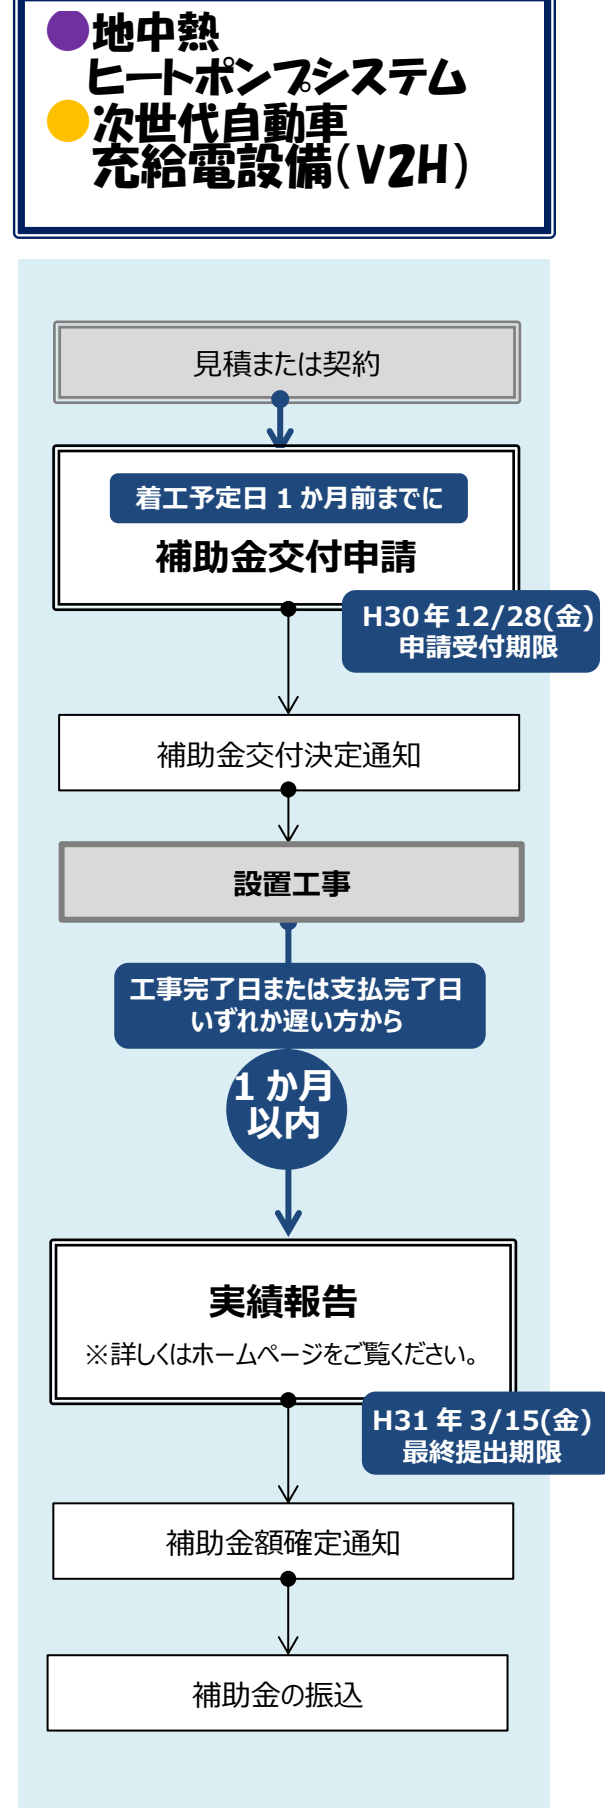 ●地中熱
ヒートポンプシステム
●次世代自動車
充給電設備(V2H)
見積または契約
着工予定日1か月前までに
補助金交付申請
H30年12/28(金)
申請受付期限
補助金交付決定通知
設置工事
工事完了日または支払完了日
いずれか遅い方から
1か月
以内
実績報告
※詳しくはホームページをご覧ください。
H31年3/15(金)
最終提出期限
補助金額確定通知
補助金の振込